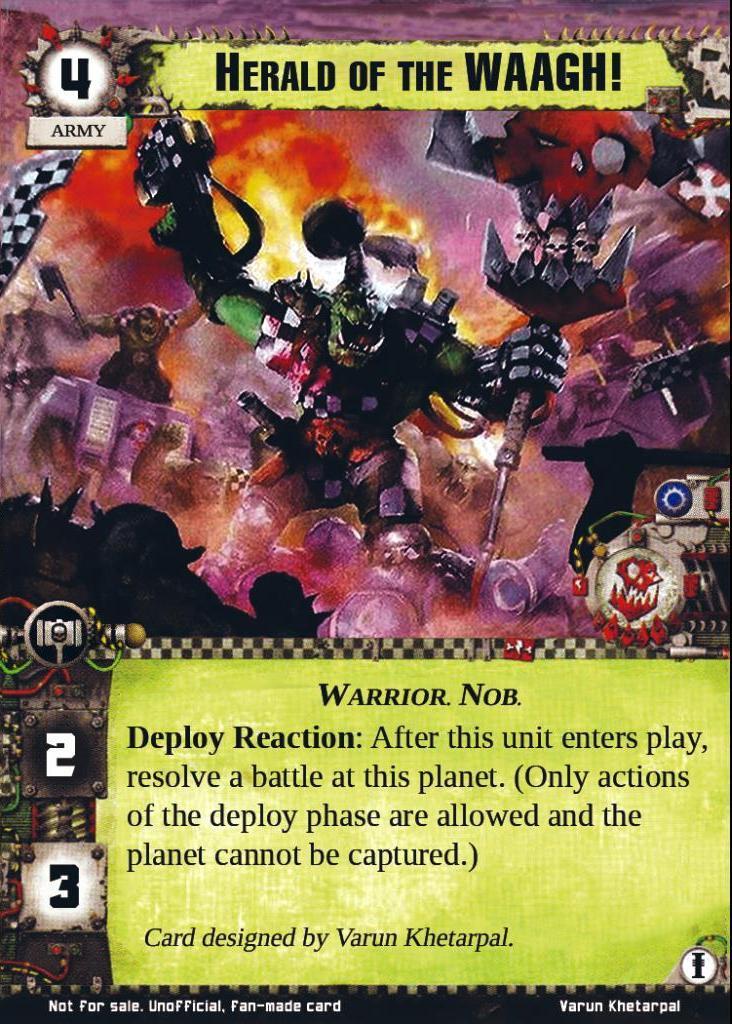 4
HERALD OF THE WAAGH!
ARMY
WARRIOR. NOB.
2
Deploy Reaction: After this unit enters play,
resolve a battle at this planet. (Only actions
of the deploy phase are allowed and the
planet cannot be captured.)
3
Card designed by Varun Khetarpal.
I
Not for sale. Unofficial, fan-made card
Varun Khetarpal